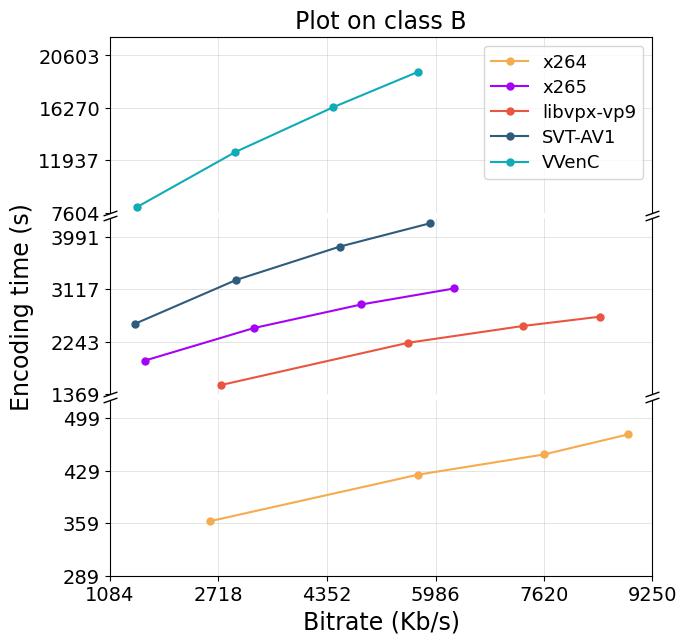 Plot on class B
20603
16270
11937
7604
3991
3117
2243
1369
499
429
359
289
Encoding time (s)
x264
x265
libvpx-vp9
SVT-AV1
VVenC
1084 2718 4352 5986 7620 9250
Bitrate (Kb/s)